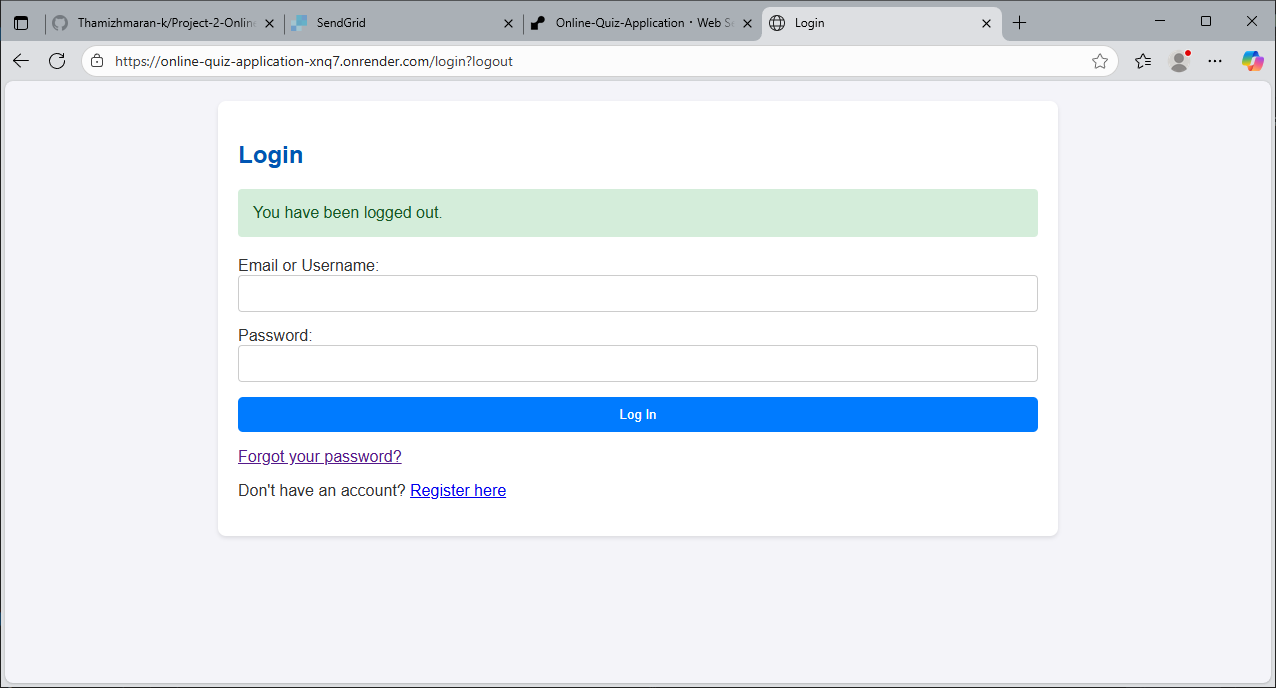 Thamizhmaran-k/Project-2-Onlin
SendGrid
Online-Quiz-Application · Web Se
Login
https://online-quiz-application-xnq7.onrender.com/login?logout
Login
You have been logged out.
Email or Username:
Password:
Log In
Forgot your password?
Don't have an account? Register here